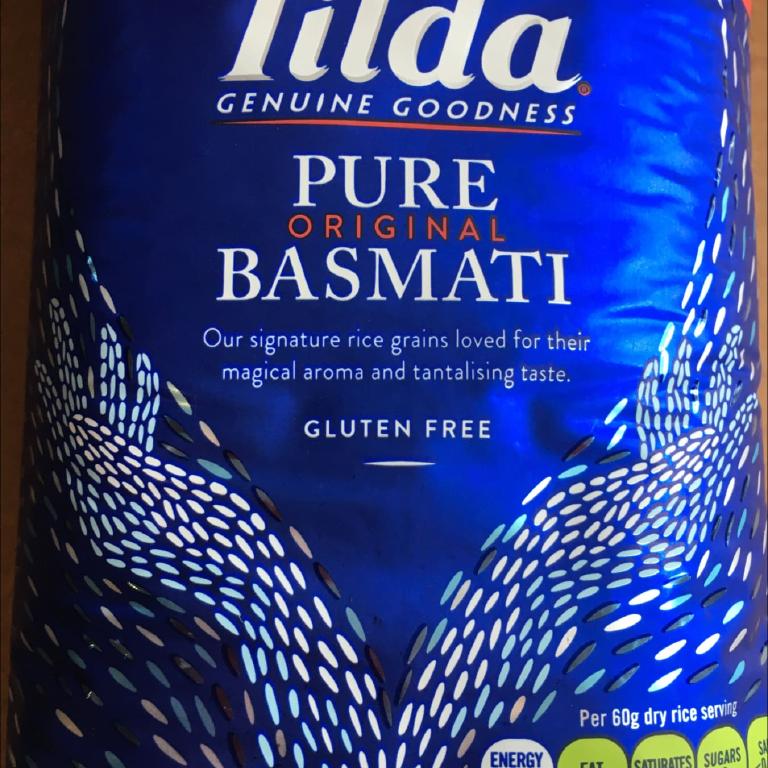 Tilda
GENUINE GOODNESS
PURE
ORIGINAL
BASMATI
Our signature rice grains loved for their
magical aroma and tantalising taste.
GLUTEN FREE
Per 60g dry rice serving
ENERGY FAT SATURATES SUGARS